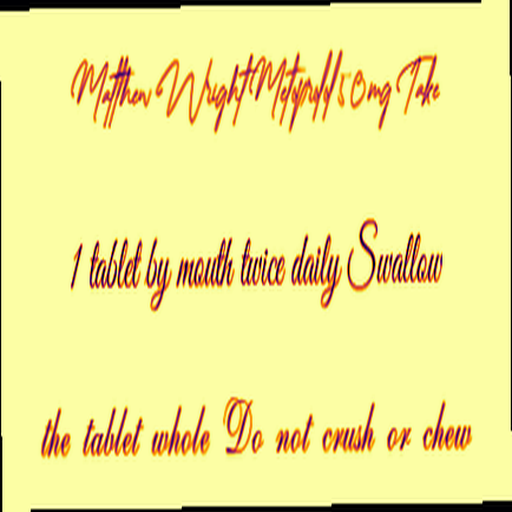 Matthew Wright Metoprolol 50mg Take
1 tablet by mouth twice daily Swallow
the tablet whole Do not crush or chew